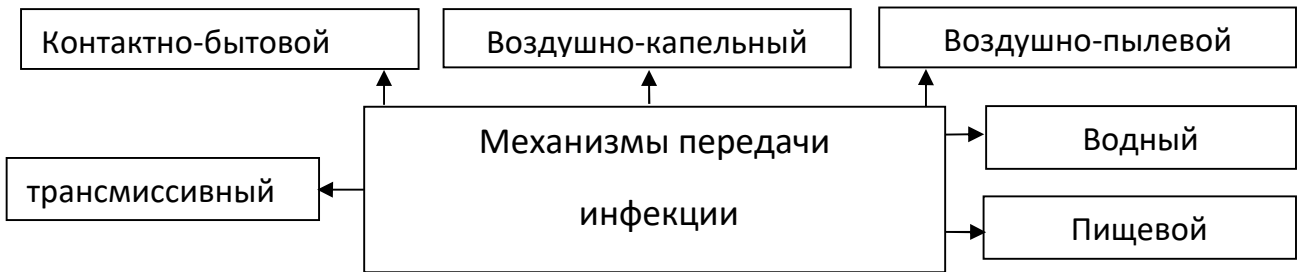 Контактно-бытовой
Воздушно-капельный
Воздушно-пылевой
Механизмы передачи
инфекции
Водный
трансмиссивный
Пищевой